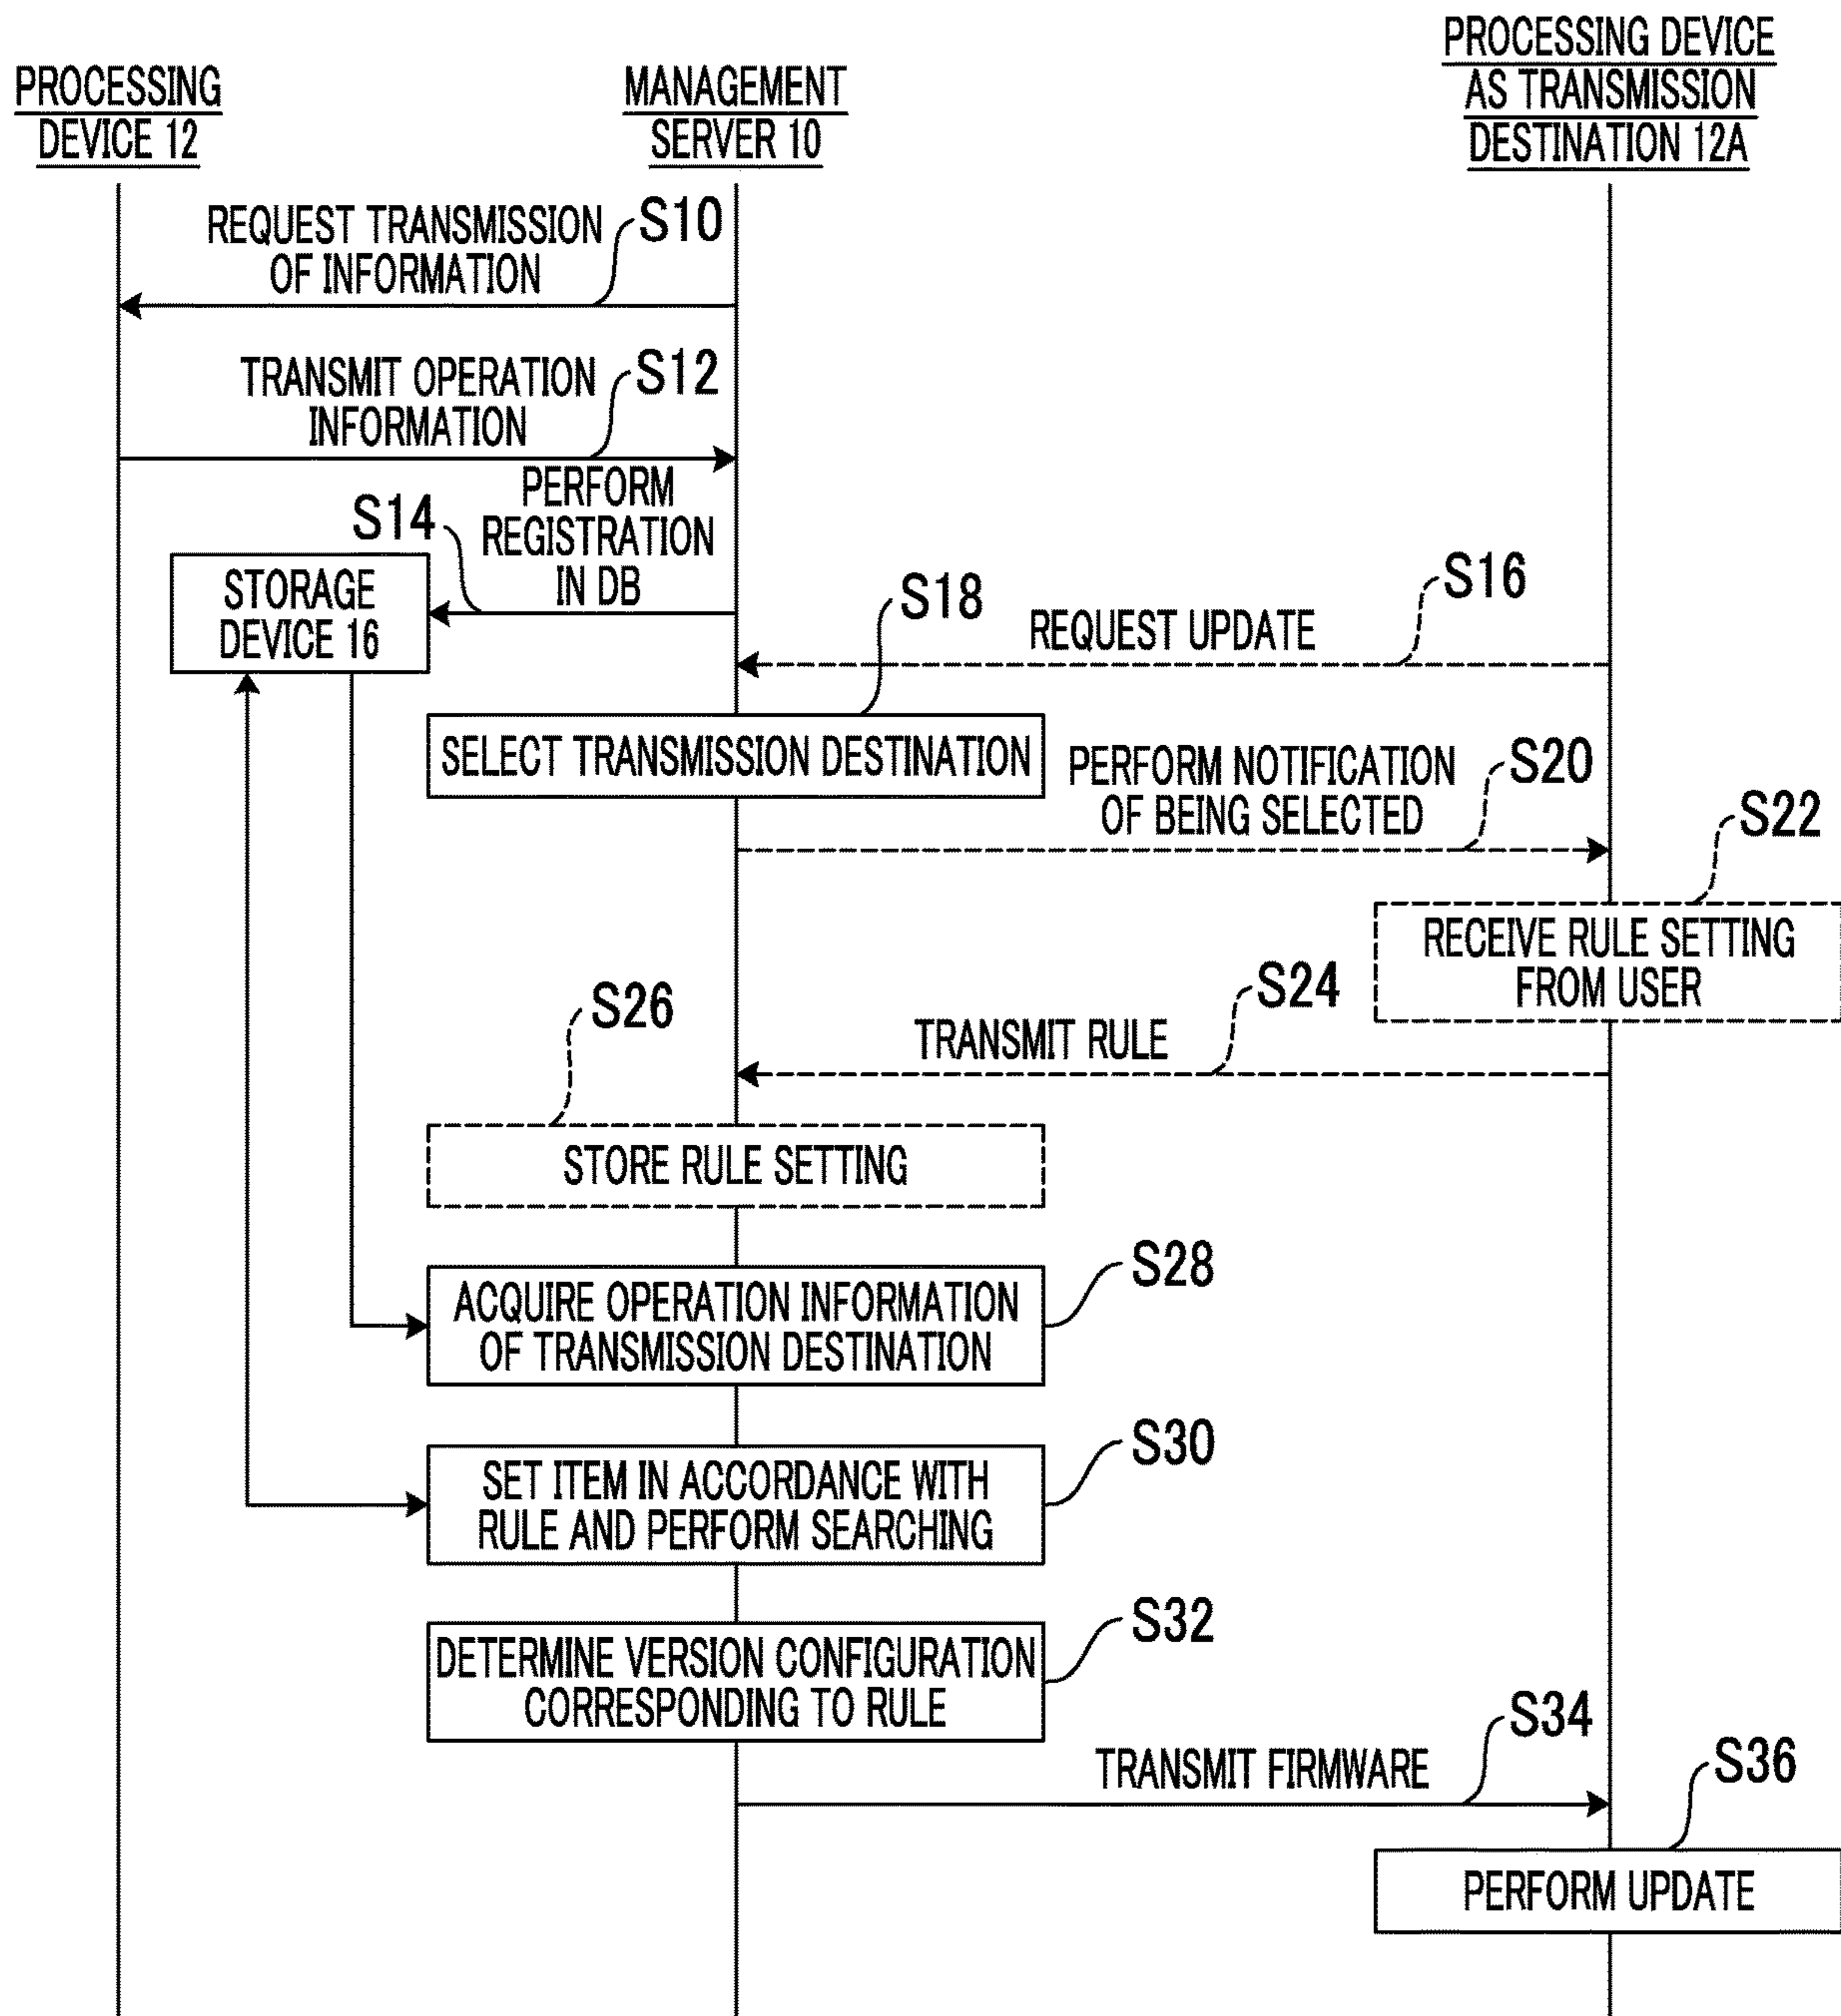 PROCESSING
DEVICE 12
MANAGEMENT
SERVER 10
PROCESSING DEVICE
AS TRANSMISSION
DESTINATION 12A
REQUEST TRANSMISSION
OF INFORMATION
S10
TRANSMIT OPERATION
INFORMATION
S12
PERFORM
REGISTRATION
IN DB
S14
STORAGE
DEVICE 16
S16
REQUEST UPDATE
S18
SELECT TRANSMISSION DESTINATION
PERFORM NOTIFICATION
OF BEING SELECTED
S20
S22
RECEIVE RULE SETTING
FROM USER
S24
TRANSMIT RULE
S26
STORE RULE SETTING
S28
ACQUIRE OPERATION INFORMATION
OF TRANSMISSION DESTINATION
S30
SET ITEM IN ACCORDANCE WITH
RULE AND PERFORM SEARCHING
S32
DETERMINE VERSION CONFIGURATION
CORRESPONDING TO RULE
S34
TRANSMIT FIRMWARE
S36
PERFORM UPDATE